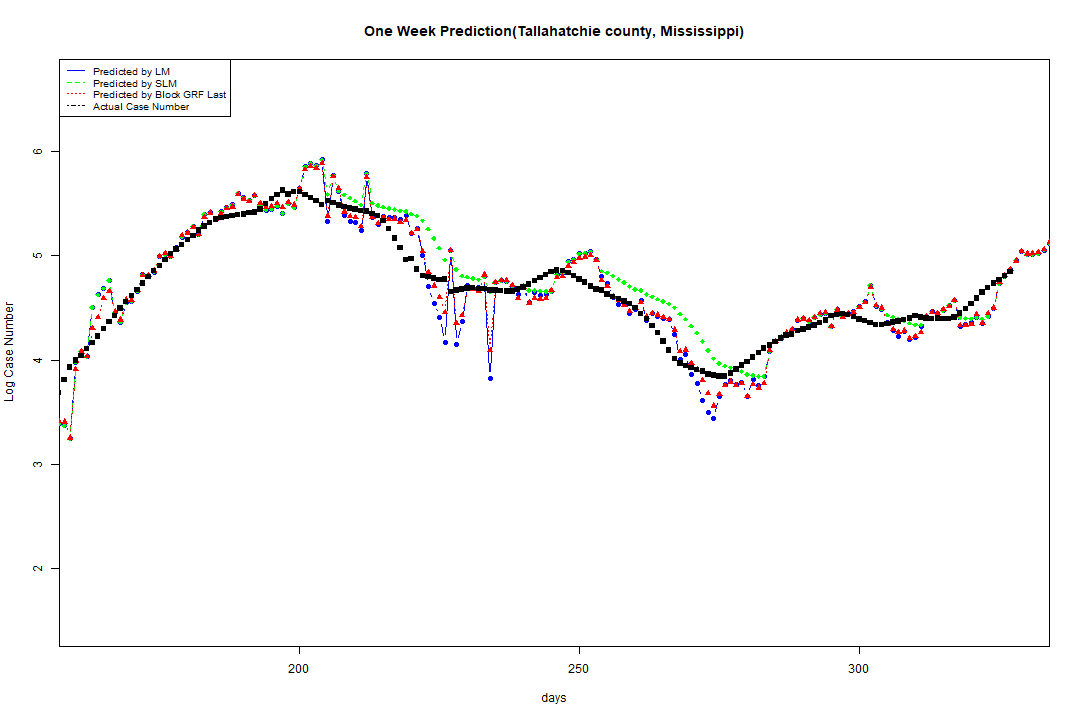 One Week Prediction(Tallahatchie county, Mississippi)
Predicted by LM
Predicted by SLM
Predicted by Block GRF Last
Actual Case Number
6
5
4
3
2
Log Case Number
200
250
300
days